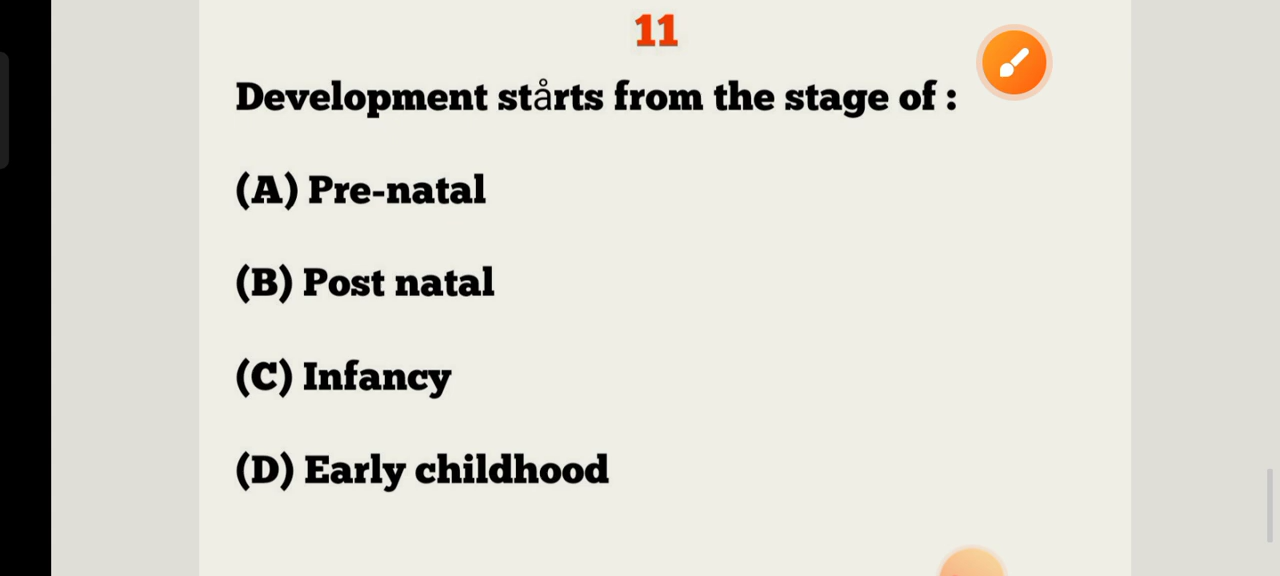 11
Development stårts from the stage of :
(A) Pre-natal
(B) Post natal
(C) Infancy
(D) Early childhood